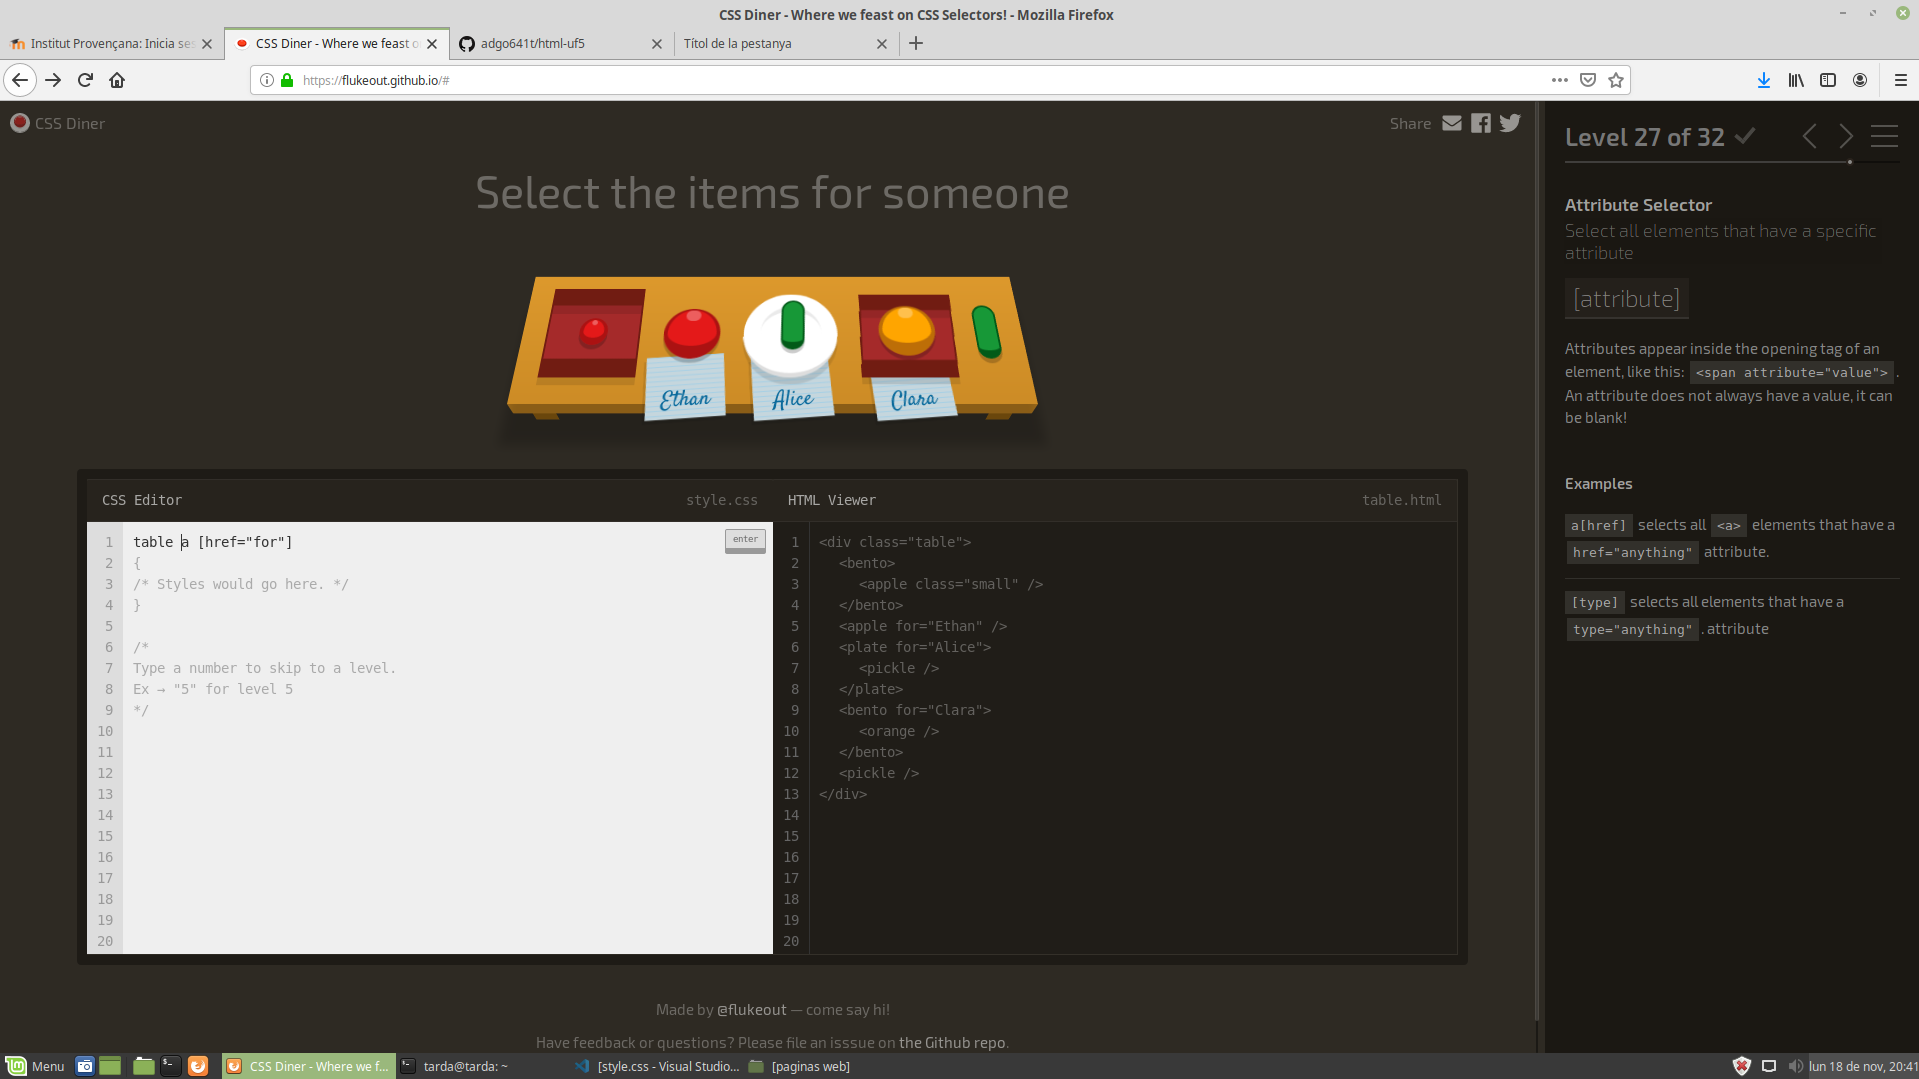 CSS Diner - Where we feast on CSS Selectors! - Mozilla Firefox
Institut Provençana: Inicia ses
CSS Diner - Where we feast o
adgo641t/html-uf5
Títol de la pestanya
https://flukeout.github.io/#
CSS Diner
Share
Select the items for someone
Ethan
Alice
Clara
CSS Editor
style.css
HTML Viewer
table.html
1 table a [href="for"]
enter
2 {
3 /* Styles would go here. */
4 }
5
6 /*
7 Type a number to skip to a level.
8 Ex → "5" for level 5
9 */
10
11
12
13
14
15
16
17
18
19
20
1 <div class="table">
2 <bento>
3 <apple class="small" />
4 </bento>
5 <apple for="Ethan" />
6 <plate for="Alice">
7 <pickle />
8 </plate>
9 <bento for="Clara">
10 <orange />
11 </bento>
12 <pickle />
13 </div>
14
15
16
17
18
19
20
Made by @flukeout — come say hi!
Have feedback or questions? Please file an isssue on the Github repo.
Level 27 of 32
Attribute Selector
Select all elements that have a specific
attribute
[attribute]
Attributes appear inside the opening tag of an
element, like this: <span attribute="value"> .
An attribute does not always have a value, it can
be blank!
Examples
a[href] selects all <a> elements that have a
href="anything" attribute.
[type] selects all elements that have a
type="anything" . attribute
Menu
CSS Diner - Where we f...
tarda@tarda: ~
[style.css - Visual Studio...
[paginas web]
lun 18 de nov, 20:41